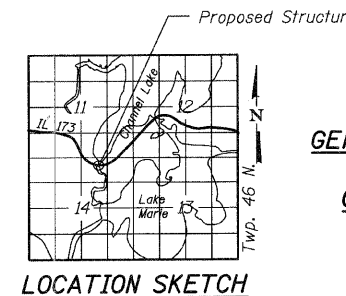 Proposed Structur
11
12
Channel Lake
IL 173
N
14
Lake
Marie
13
Twp. 46 N.
GE
LOCATION SKETCH